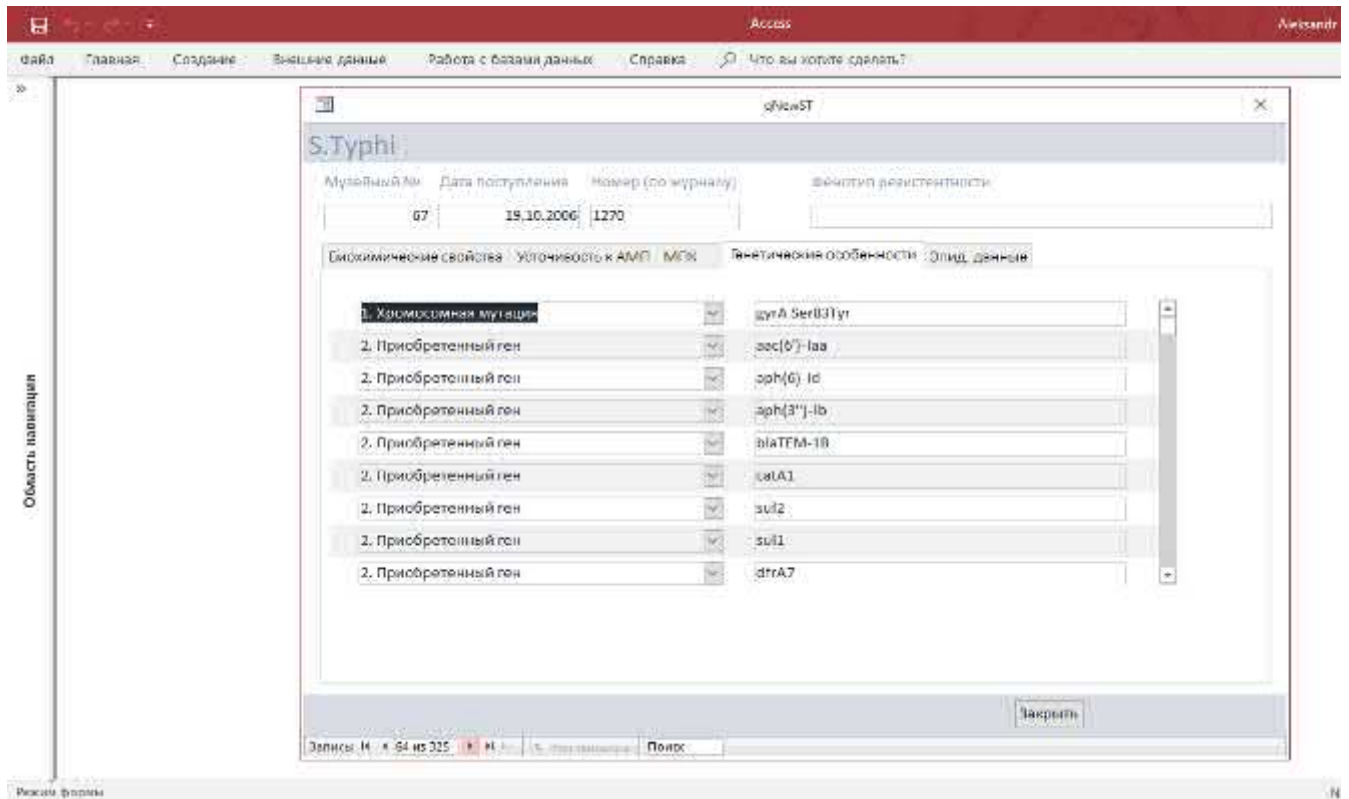 Access
Aleksandr
Файл Главная Создание Внешние данные Работа с базами данных Справка Что вы хотите сделать?
»
qNewST
S.Typhi
Музейный № Дата поступления Номер (по журналу) Фенотип резистентности
67 19.10.2006 1270
Биохимические свойства Усточивость к АМП МПК Генетические особенности Эпид. данные
1. Хромосомная мутация gyrA Ser83Tyr
2. Приобретенный ген aac(6')-Iaa
2. Приобретенный ген aph(6)-Id
2. Приобретенный ген aph(3'')-Ib
2. Приобретенный ген blaTEM-1B
2. Приобретенный ген catA1
2. Приобретенный ген sul2
2. Приобретенный ген sul1
2. Приобретенный ген dfrA7
Область навигации
Закрыть
Записи 64 из 325 Поиск
Режим формы N